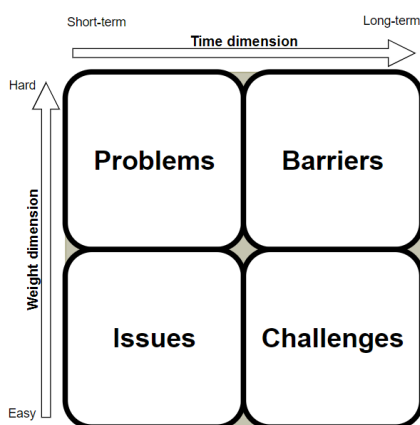 Short-term
Long-term
Time dimension
Hard
Problems
Barriers
Weight dimension
Issues
Challenges
Easy